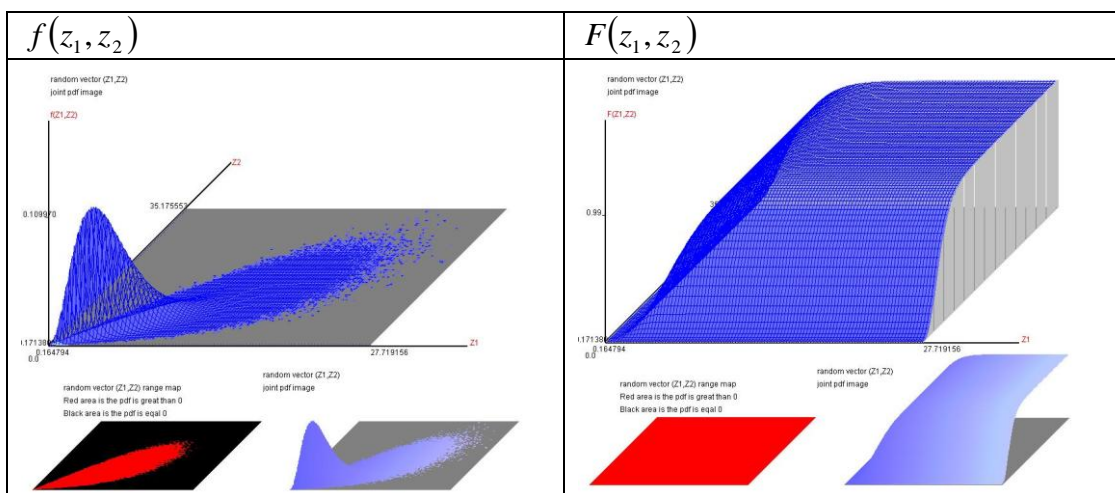 f(z₁, z₂)
random vector (Z1,Z2)
joint pdf image
f(Z1,Z2)
Z2
35.175553
0.109970
Z1
0.164794
27.719156
0.0
random vector (Z1,Z2) range map
Red area is the pdf is great than 0
Black area is the pdf is eqal 0
random vector (Z1,Z2)
joint pdf image
F(z₁, z₂)
random vector (Z1,Z2)
joint pdf image
F(Z1,Z2)
0.99
Z1
0.164794
27.719156
0.0
random vector (Z1,Z2) range map
Red area is the pdf is great than 0
Black area is the pdf is eqal 0
random vector (Z1,Z2)
joint pdf image